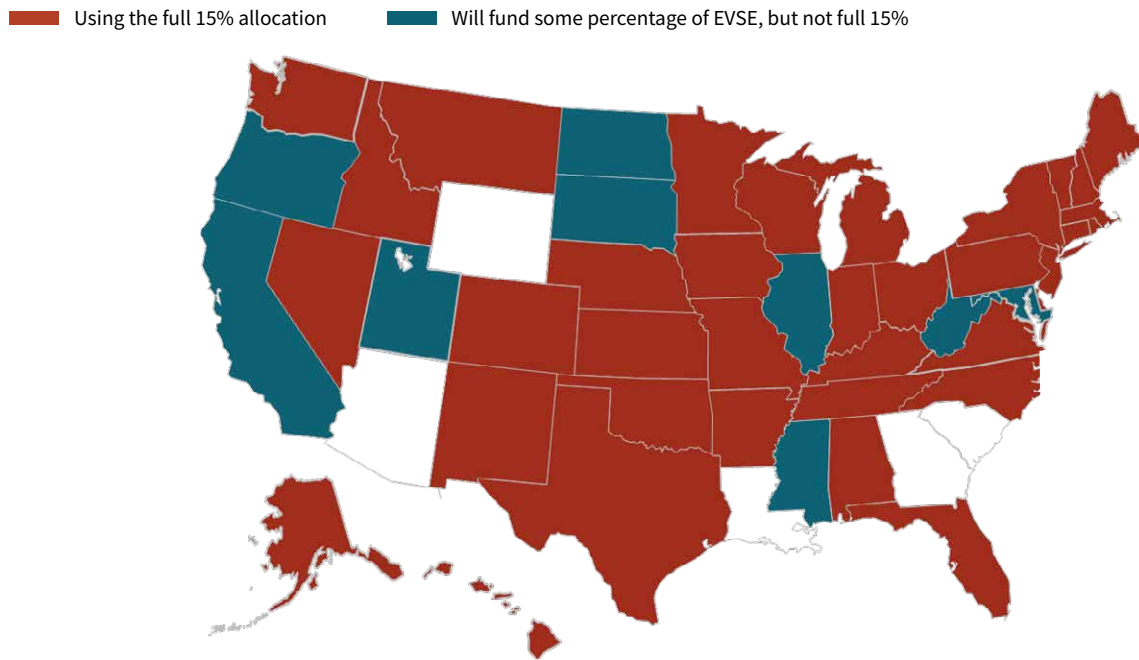 Using the full 15% allocation
Will fund some percentage of EVSE, but not full 15%